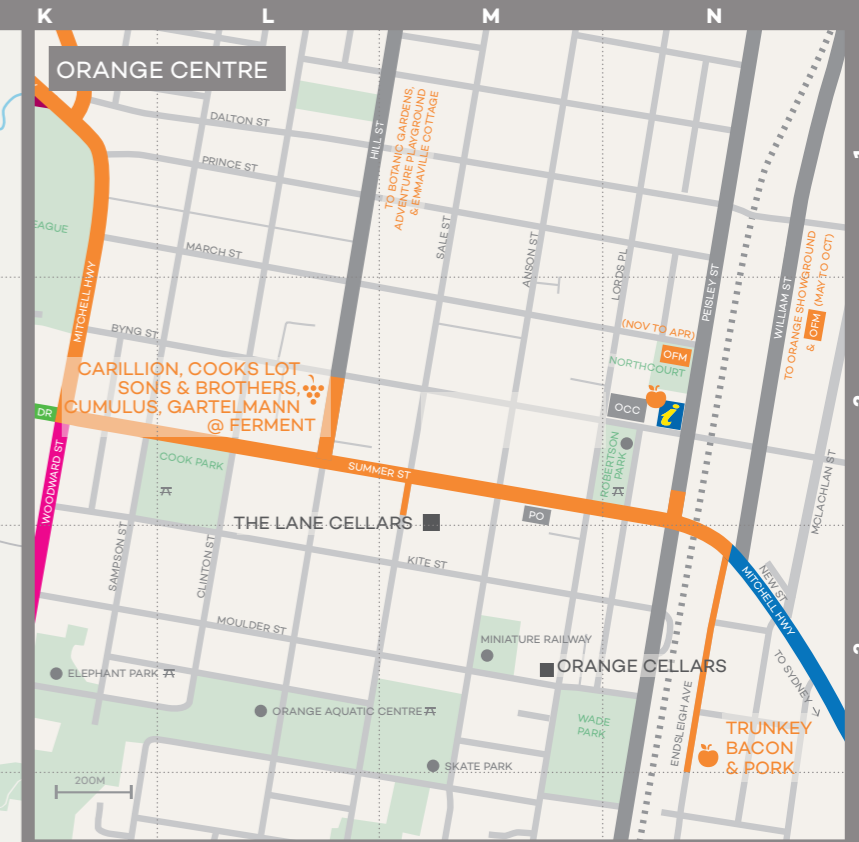 K
L
M
N
ORANGE CENTRE
1
DALTON ST
PRINCE ST
HILL ST
TO BOTANIC GARDENS,
ADVENTURE PLAYGROUND
& EMMAVILLE COTTAGE
EAGUE
MARCH ST
SALE ST
ANSON ST
LORDS PL
PEISLEY ST
WILLIAM ST
TO ORANGE SHOWGROUND
& OFM (MAY TO OCT)
MITCHELL HWY
BYNG ST
(NOV TO APR)
OFM
NORTHCOURT
CARILLION, COOKS LOT
SONS & BROTHERS,
CUMULUS, GARTELMANN
@ FERMENT
OCC
i
DR
WOODWARD ST
COOK PARK
SUMMER ST
ROBERTSON
PARK
MCLACHLAN ST
THE LANE CELLARS
PO
SAMPSON ST
CLINTON ST
KITE ST
NEW ST
MITCHELL HWY
MOULDER ST
MINIATURE RAILWAY
ORANGE CELLARS
TO SYDNEY
ELEPHANT PARK
ORANGE AQUATIC CENTRE
WADE
PARK
ENDSLEIGH AVE
TRUNKEY
BACON
& PORK
SKATE PARK
200M